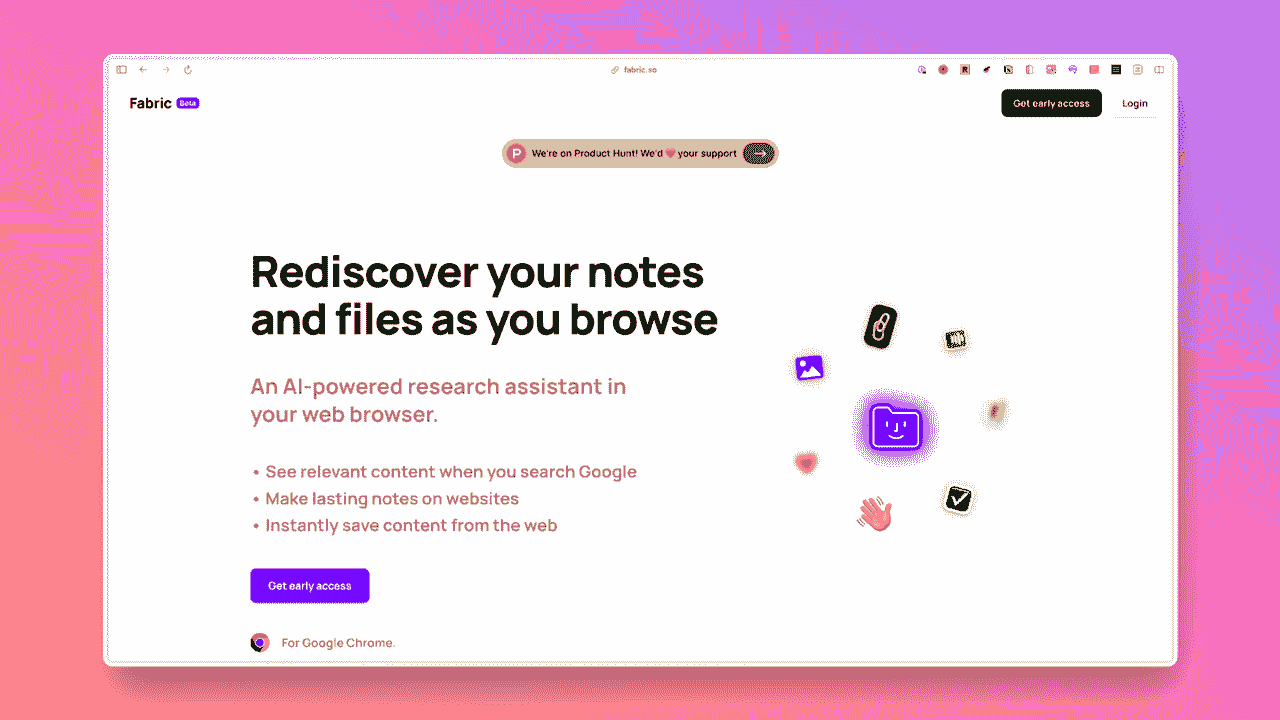 fabric.so
Fabric Beta
Get early access
Login
P We're on Product Hunt! We'd ❤ your support →
Rediscover your notes
and files as you browse
An AI-powered research assistant in
your web browser.
• See relevant content when you search Google
• Make lasting notes on websites
• Instantly save content from the web
Get early access
For Google Chrome.